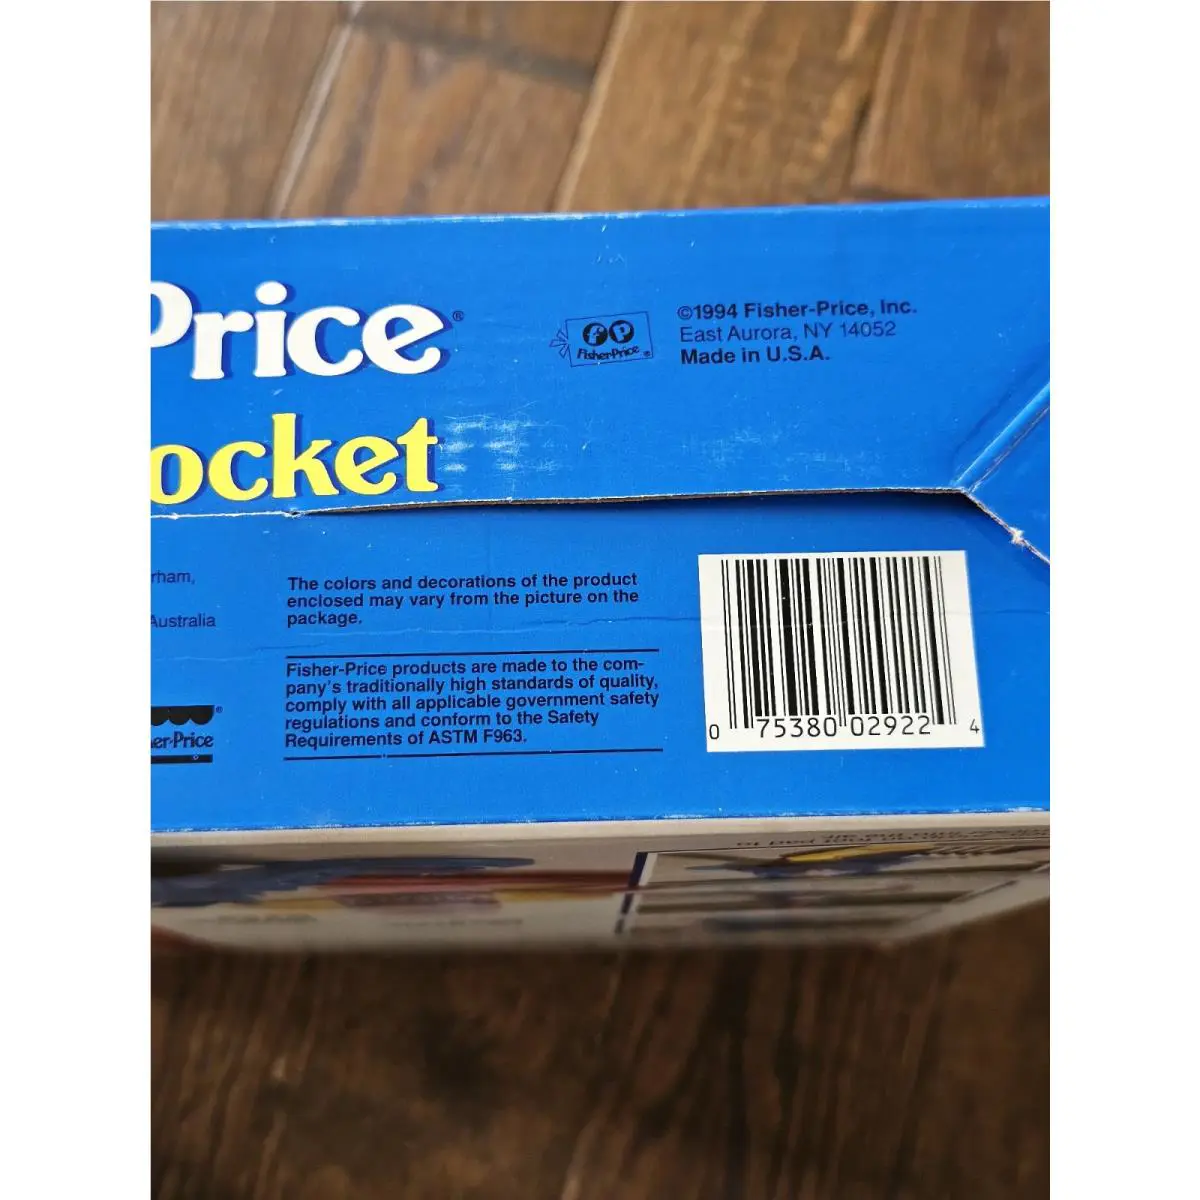 Price®
ocket
FP
Fisher-Price ®
©1994 Fisher-Price, Inc.
East Aurora, NY 14052
Made in U.S.A.
rham,
Australia
er-Price
®
The colors and decorations of the product
enclosed may vary from the picture on the
package.
Fisher-Price products are made to the com-
pany's traditionally high standards of quality,
comply with all applicable government safety
regulations and conform to the Safety
Requirements of ASTM F963.
0 75380 02922 4